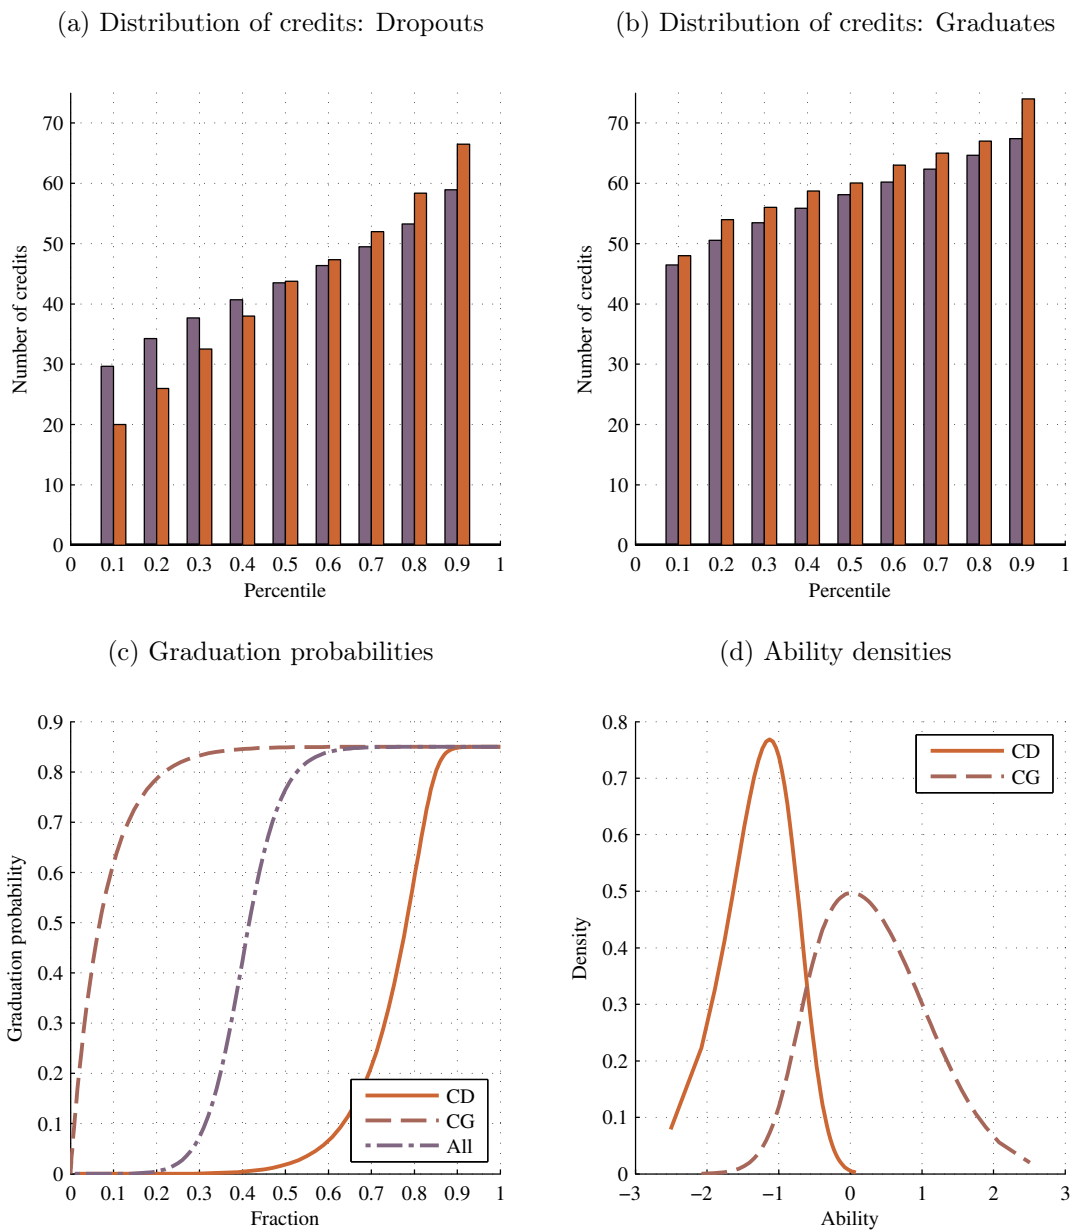 (a) Distribution of credits: Dropouts
Number of credits
70
60
50
40
30
20
10
0
0 0.1 0.2 0.3 0.4 0.5 0.6 0.7 0.8 0.9 1
Percentile
(b) Distribution of credits: Graduates
Number of credits
70
60
50
40
30
20
10
0
0 0.1 0.2 0.3 0.4 0.5 0.6 0.7 0.8 0.9 1
Percentile
(c) Graduation probabilities
Graduation probability
0.9
0.8
0.7
0.6
0.5
0.4
0.3
0.2
0.1
0
0 0.1 0.2 0.3 0.4 0.5 0.6 0.7 0.8 0.9 1
Fraction
CD
CG
All
(d) Ability densities
Density
0.8
0.7
0.6
0.5
0.4
0.3
0.2
0.1
0
−3 −2 −1 0 1 2 3
Ability
CD
CG